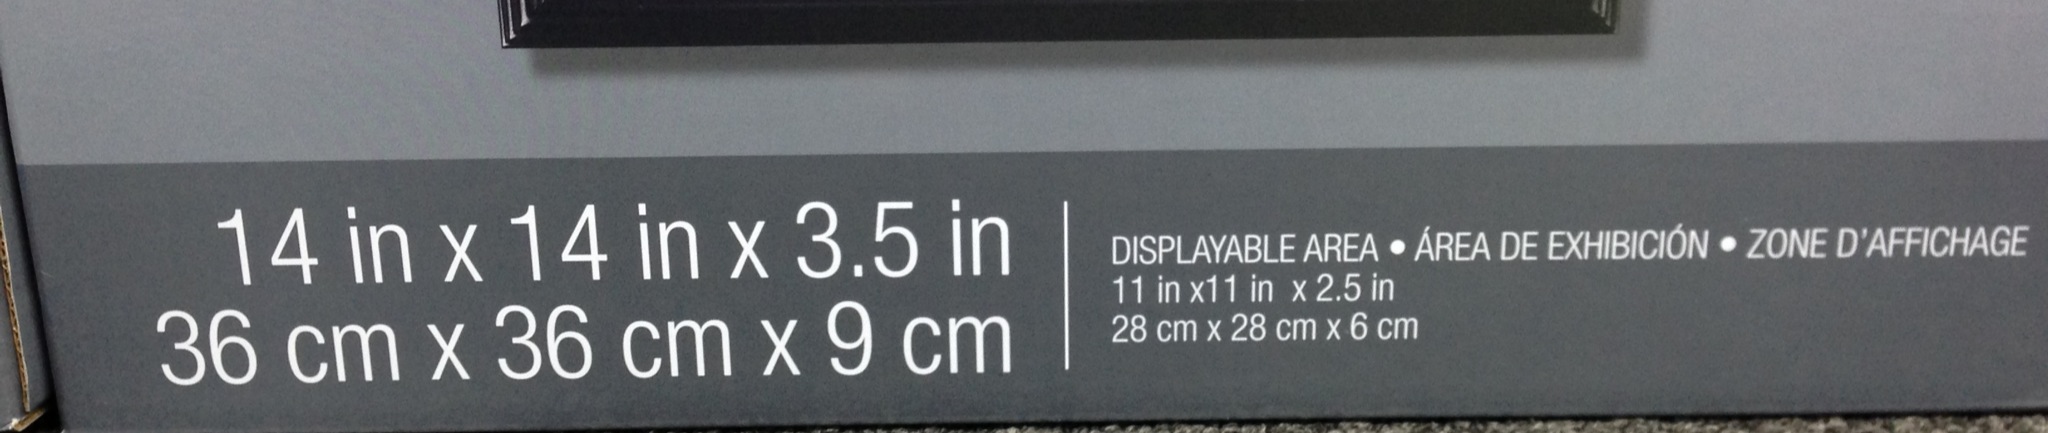 14 in x 14 in x 3.5 in
36 cm x 36 cm x 9 cm
DISPLAYABLE AREA • ÁREA DE EXHIBICIÓN • ZONE D'AFFICHAGE
11 in x11 in x 2.5 in
28 cm x 28 cm x 6 cm